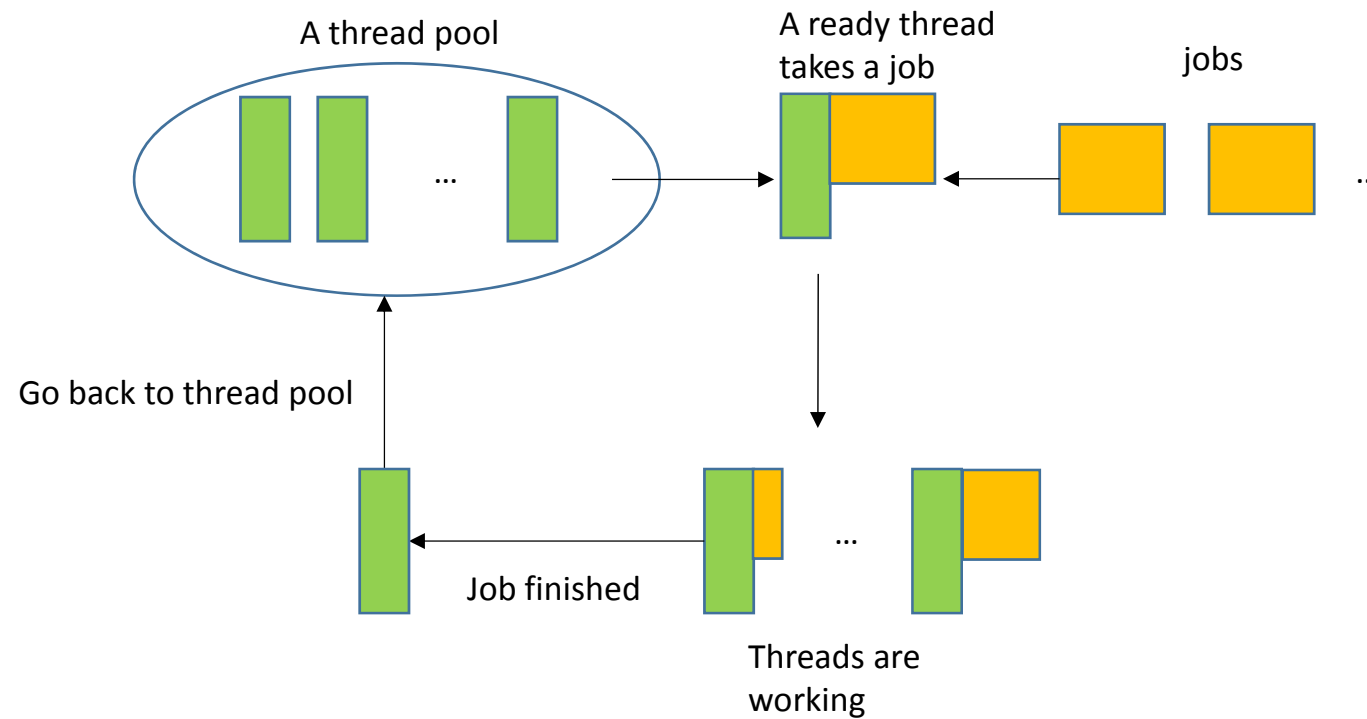 A thread pool
A ready thread
takes a job
jobs
...
...
Go back to thread pool
...
Job finished
Threads are
working